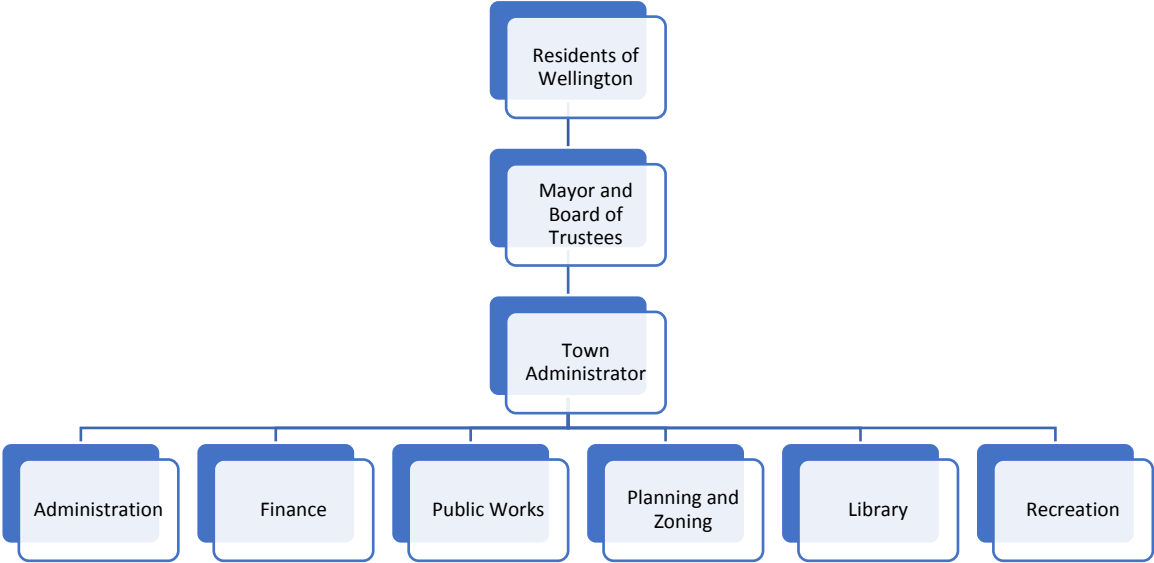 Residents of
Wellington
Mayor and
Board of
Trustees
Town
Administrator
Administration
Finance
Public Works
Planning and
Zoning
Library
Recreation